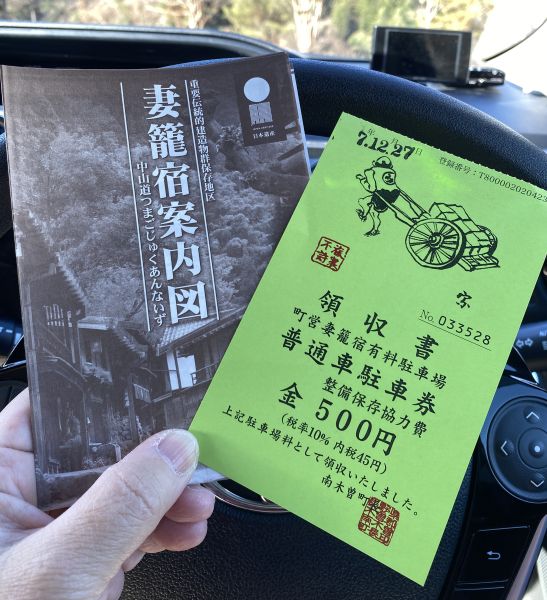 重要伝統的建造物群保存地区
妻籠宿案内図
中山道つまごじゅくあんないず
日本遺産
年 月 日
7.12.27
登録番号:T800002020423
No. 033528
領収書
町営妻籠宿有料駐車場
普通車駐車券
整備保存協力費
金 500円
(税率10% 内税45円)
上記駐車場料として領収いたしました。
南木曽町